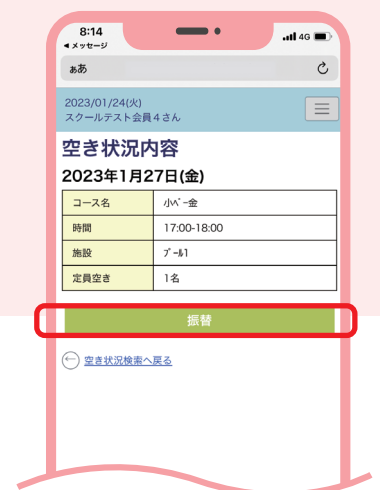 8:14
4G
◀ メッセージ
ぁあ
2023/01/24(火)
スクールテスト会員4さん
空き状況内容
2023年1月27日(金)
コース名 小ﾍﾞｰ金
時間 17:00-18:00
施設 ﾌﾟｰﾙ1
定員空き 1名
振替
空き状況検索へ戻る